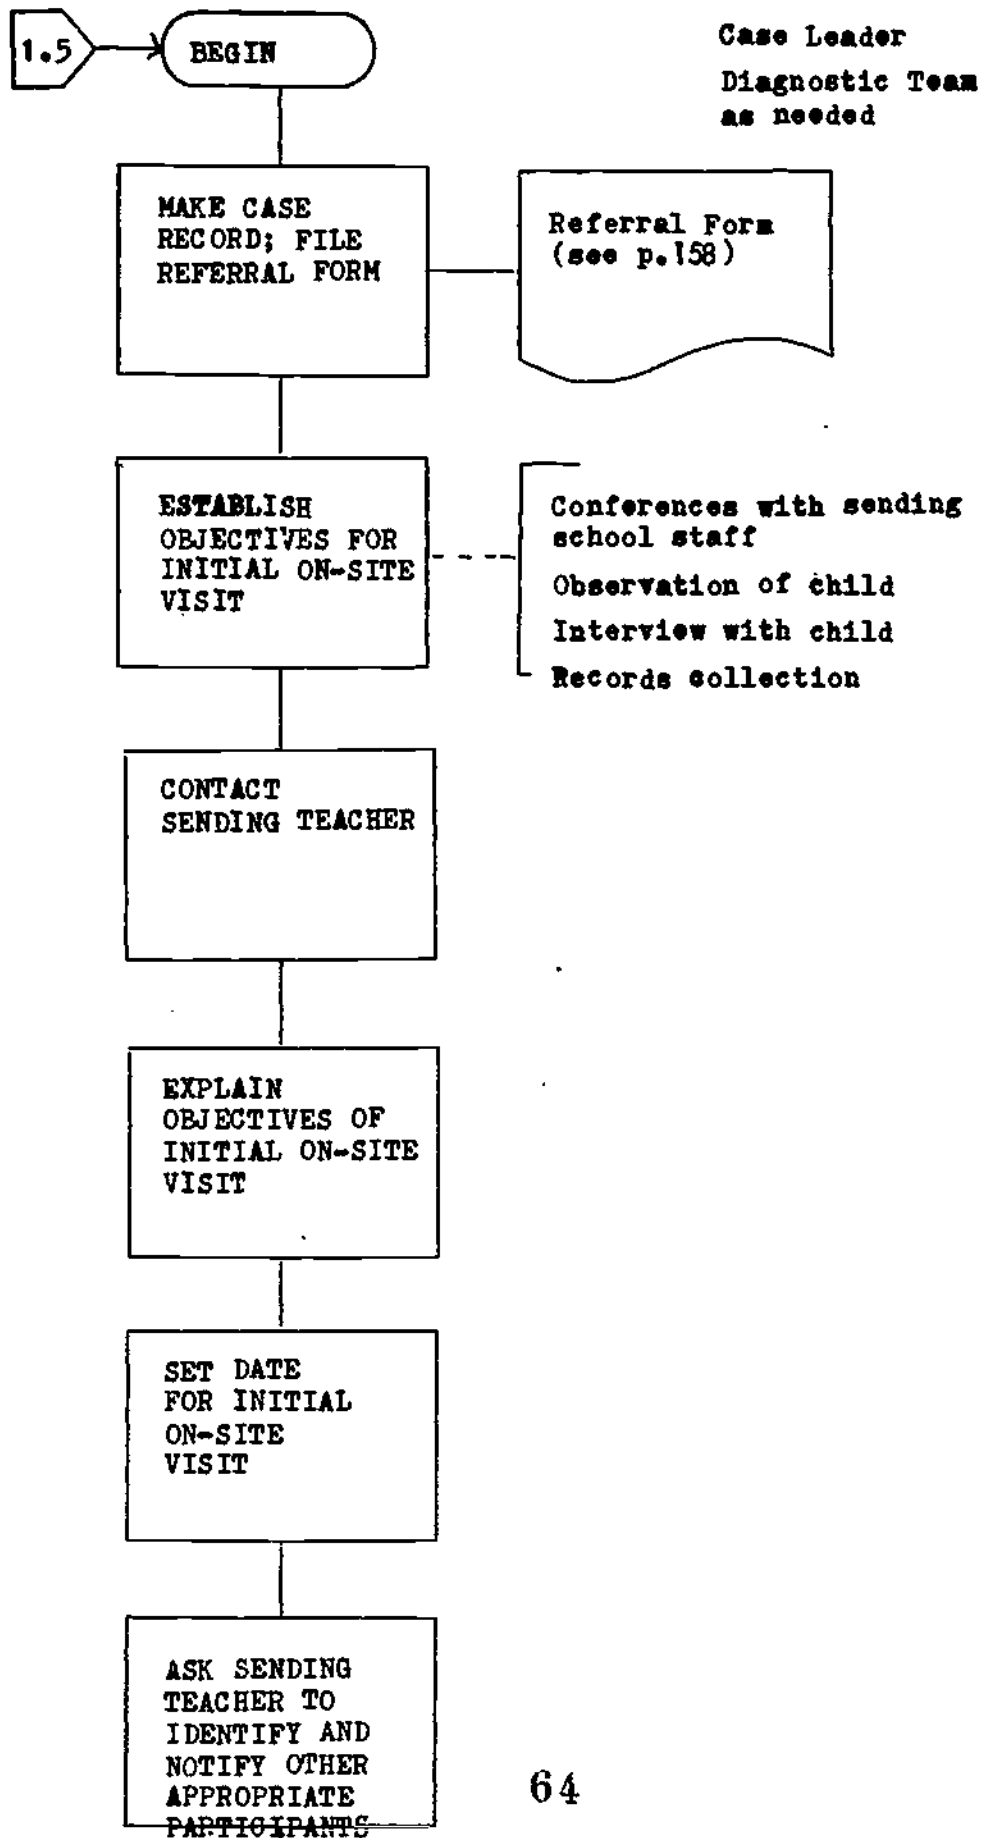 1.5
BEGIN
Case Leader
Diagnostic Team
as needed
MAKE CASE
RECORD; FILE
REFERRAL FORM
Referral Form
(see p.158)
ESTABLISH
OBJECTIVES FOR
INITIAL ON-SITE
VISIT
Conferences with sending
school staff
Observation of child
Interview with child
Records collection
CONTACT
SENDING TEACHER
EXPLAIN
OBJECTIVES OF
INITIAL ON-SITE
VISIT
SET DATE
FOR INITIAL
ON-SITE
VISIT
ASK SENDING
TEACHER TO
IDENTIFY AND
NOTIFY OTHER
APPROPRIATE
PARTICIPANTS
64